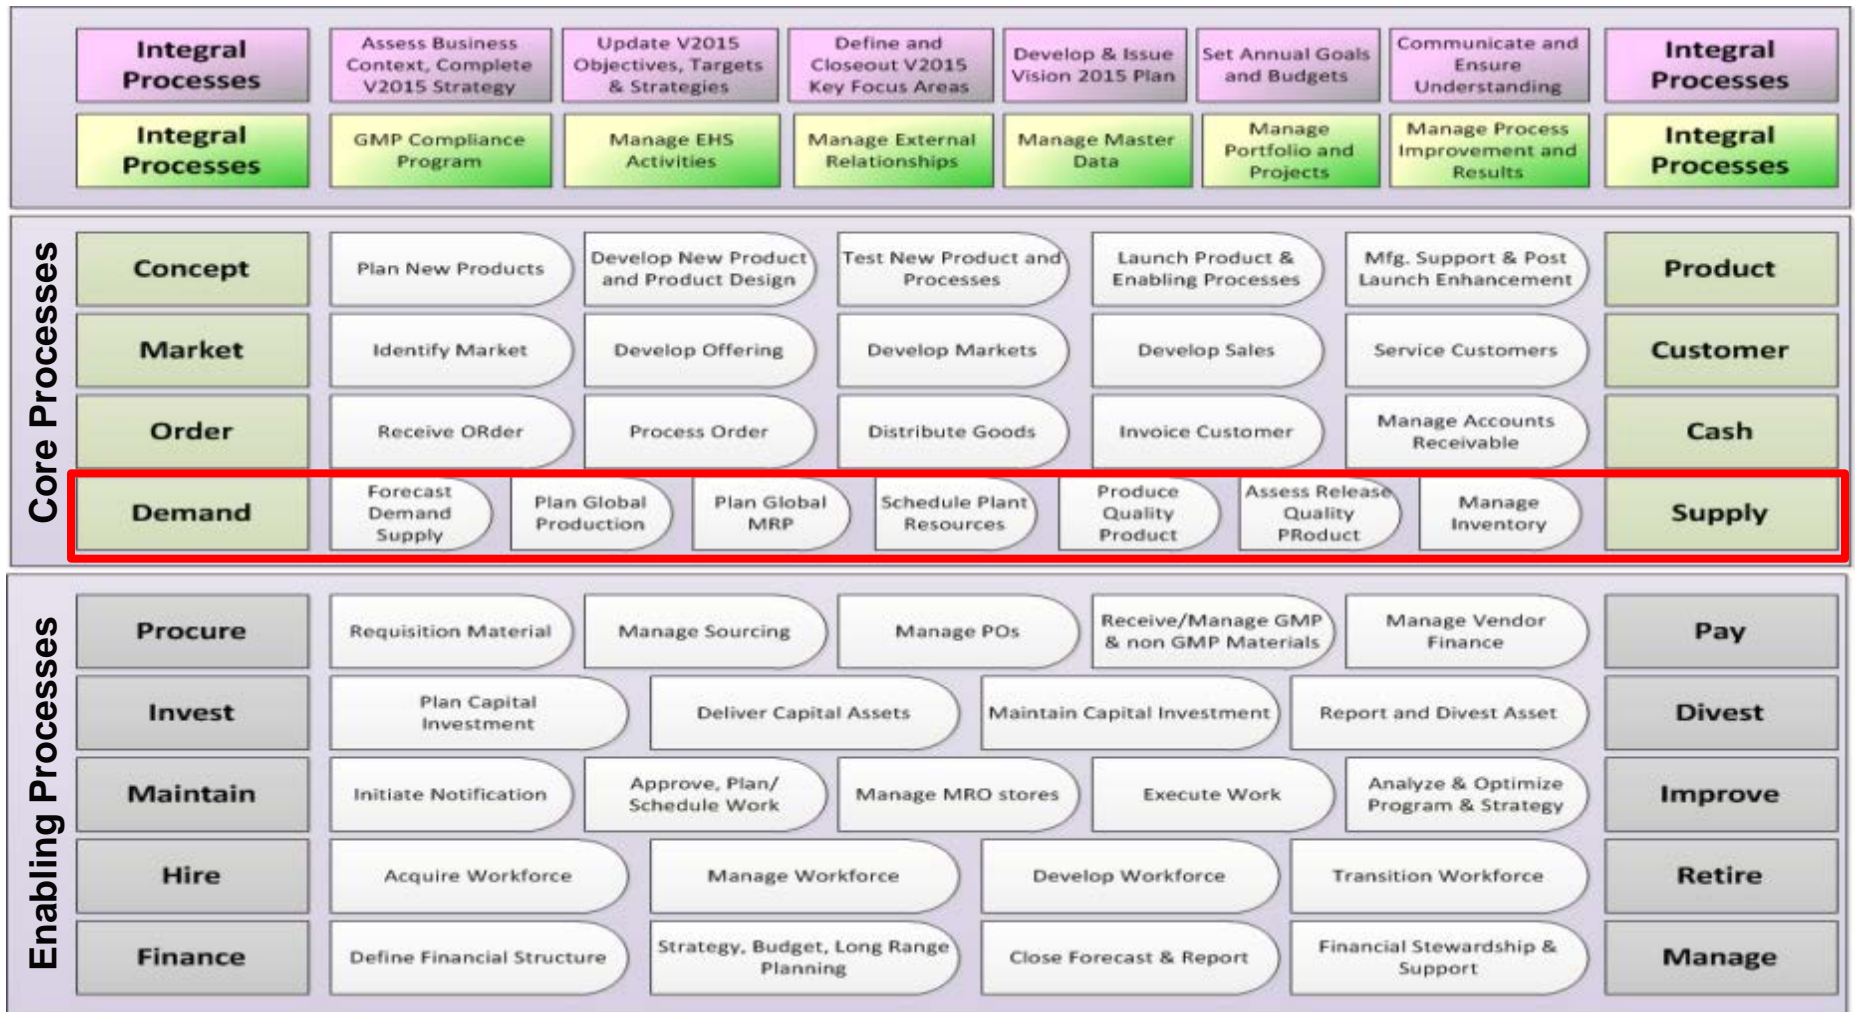 Integral
Processes
Assess Business
Context, Complete
V2015 Strategy
Update V2015
Objectives, Targets
& Strategies
Define and
Closeout V2015
Key Focus Areas
Develop & Issue
Vision 2015 Plan
Set Annual Goals
and Budgets
Communicate and
Ensure
Understanding
Integral
Processes
Integral
Processes
GMP Compliance
Program
Manage EHS
Activities
Manage External
Relationships
Manage Master
Data
Manage
Portfolio and
Projects
Manage Process
Improvement and
Results
Integral
Processes
Core Processes
Concept
Plan New Products
Develop New Product
and Product Design
Test New Product and
Processes
Launch Product &
Enabling Processes
Mfg. Support & Post
Launch Enhancement
Product
Market
Identify Market
Develop Offering
Develop Markets
Develop Sales
Service Customers
Customer
Order
Receive ORder
Process Order
Distribute Goods
Invoice Customer
Manage Accounts
Receivable
Cash
Demand
Forecast
Demand
Supply
Plan Global
Production
Plan Global
MRP
Schedule Plant
Resources
Produce
Quality
Product
Assess Release
Quality
PRoduct
Manage
Inventory
Supply
Enabling Processes
Procure
Requisition Material
Manage Sourcing
Manage POs
Receive/Manage GMP
& non GMP Materials
Manage Vendor
Finance
Pay
Invest
Plan Capital
Investment
Deliver Capital Assets
Maintain Capital Investment
Report and Divest Asset
Divest
Maintain
Initiate Notification
Approve, Plan/
Schedule Work
Manage MRO stores
Execute Work
Analyze & Optimize
Program & Strategy
Improve
Hire
Acquire Workforce
Manage Workforce
Develop Workforce
Transition Workforce
Retire
Finance
Define Financial Structure
Strategy, Budget, Long Range
Planning
Close Forecast & Report
Financial Stewardship &
Support
Manage